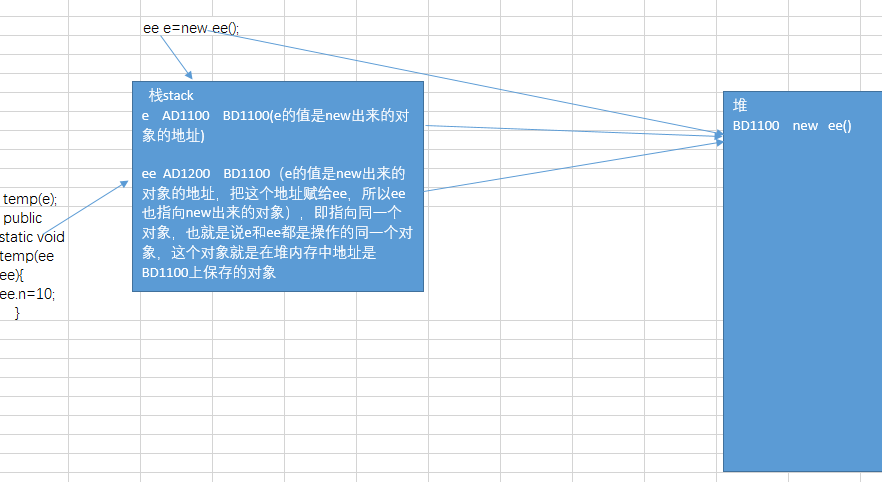 ee e=new ee();
栈stack
e AD1100 BD1100(e的值是new出来的对
象的地址)
ee AD1200 BD1100（e的值是new出来的
对象的地址，把这个地址赋给ee，所以ee
也指向new出来的对象），即指向同一个
对象，也就是说e和ee都是操作的同一个对
象，这个对象就是在堆内存中地址是
BD1100上保存的对象
堆
BD1100 new ee()
temp(e);
public
static void
temp(ee
ee){
ee.n=10;
}